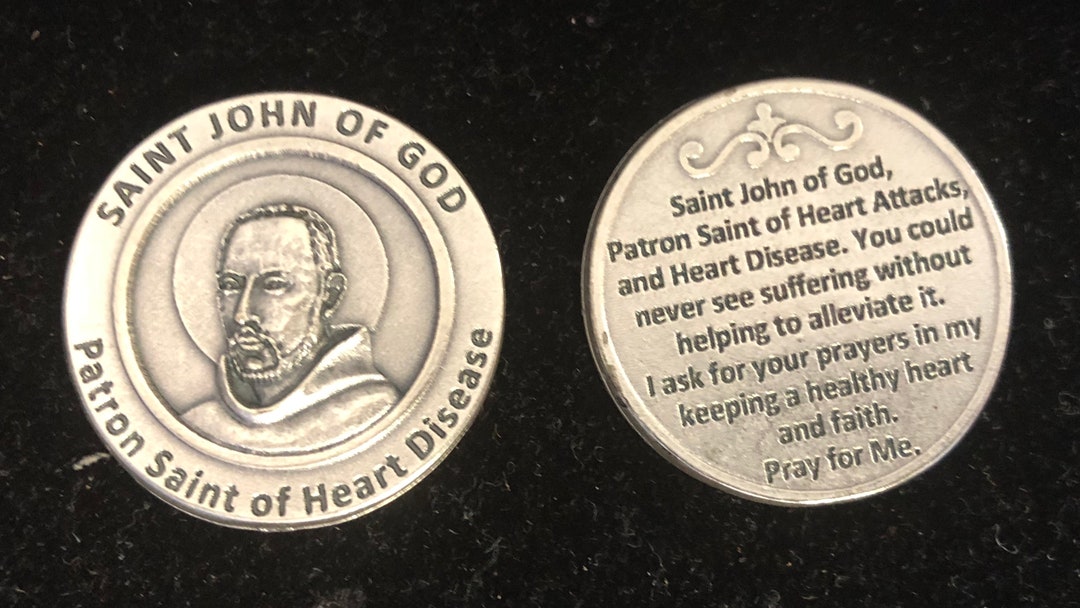 SAINT JOHN OF GOD
Patron Saint of Heart Disease
Saint John of God,
Patron Saint of Heart Attacks,
and Heart Disease. You could
never see suffering without
helping to alleviate it.
I ask for your prayers in my
keeping a healthy heart
and faith.
Pray for Me.